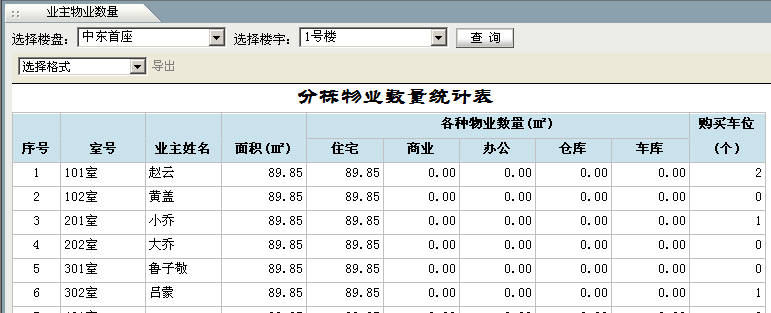 业主物业数量
选择楼盘: 中东首座 选择楼宇: 1号楼 查 询
选择格式 导出
分栋物业数量统计表
各种物业数量(㎡) 购买车位
序号 室号 业主姓名 面积(㎡) 住宅 商业 办公 仓库 车库 (个)
1 101室 赵云 89.85 89.85 0.00 0.00 0.00 0.00 2
2 102室 黄盖 89.85 89.85 0.00 0.00 0.00 0.00 0
3 201室 小乔 89.85 89.85 0.00 0.00 0.00 0.00 1
4 202室 大乔 89.85 89.85 0.00 0.00 0.00 0.00 0
5 301室 鲁子敬 89.85 89.85 0.00 0.00 0.00 0.00 0
6 302室 吕蒙 89.85 89.85 0.00 0.00 0.00 0.00 1